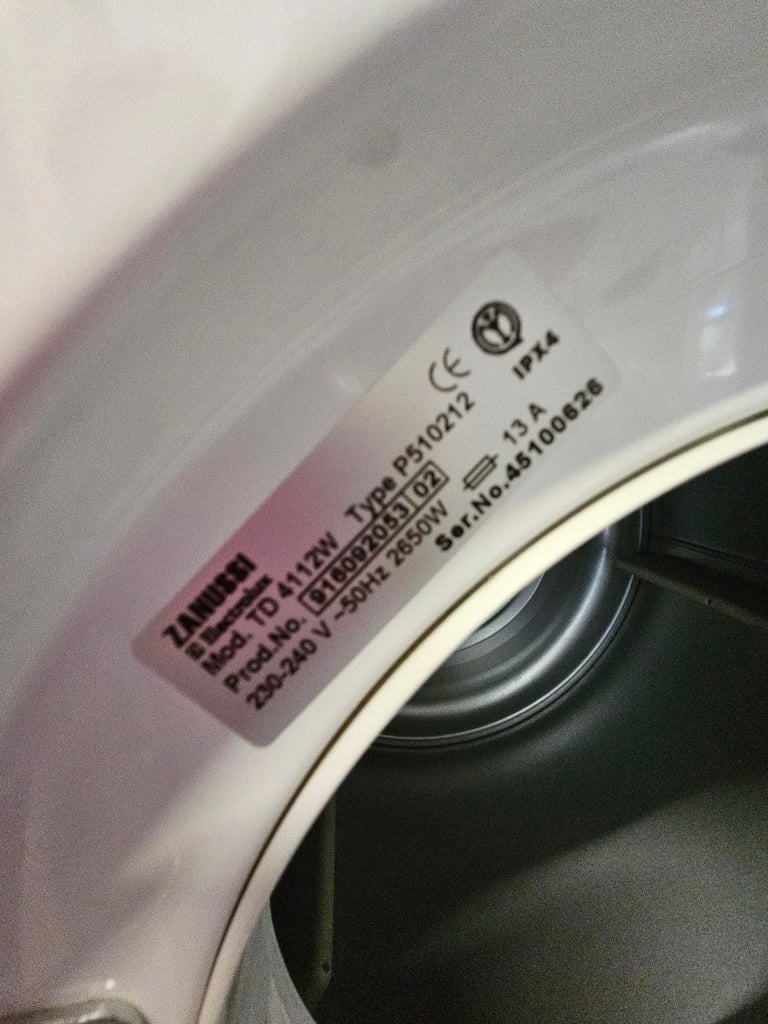 ZANUSSI
Electrolux
Mod. TD 4112W Type P510212
Prod.No. 916092053 02
230-240 V ~50Hz 2650W 13 A
Ser.No.45100626
CE
IPX4